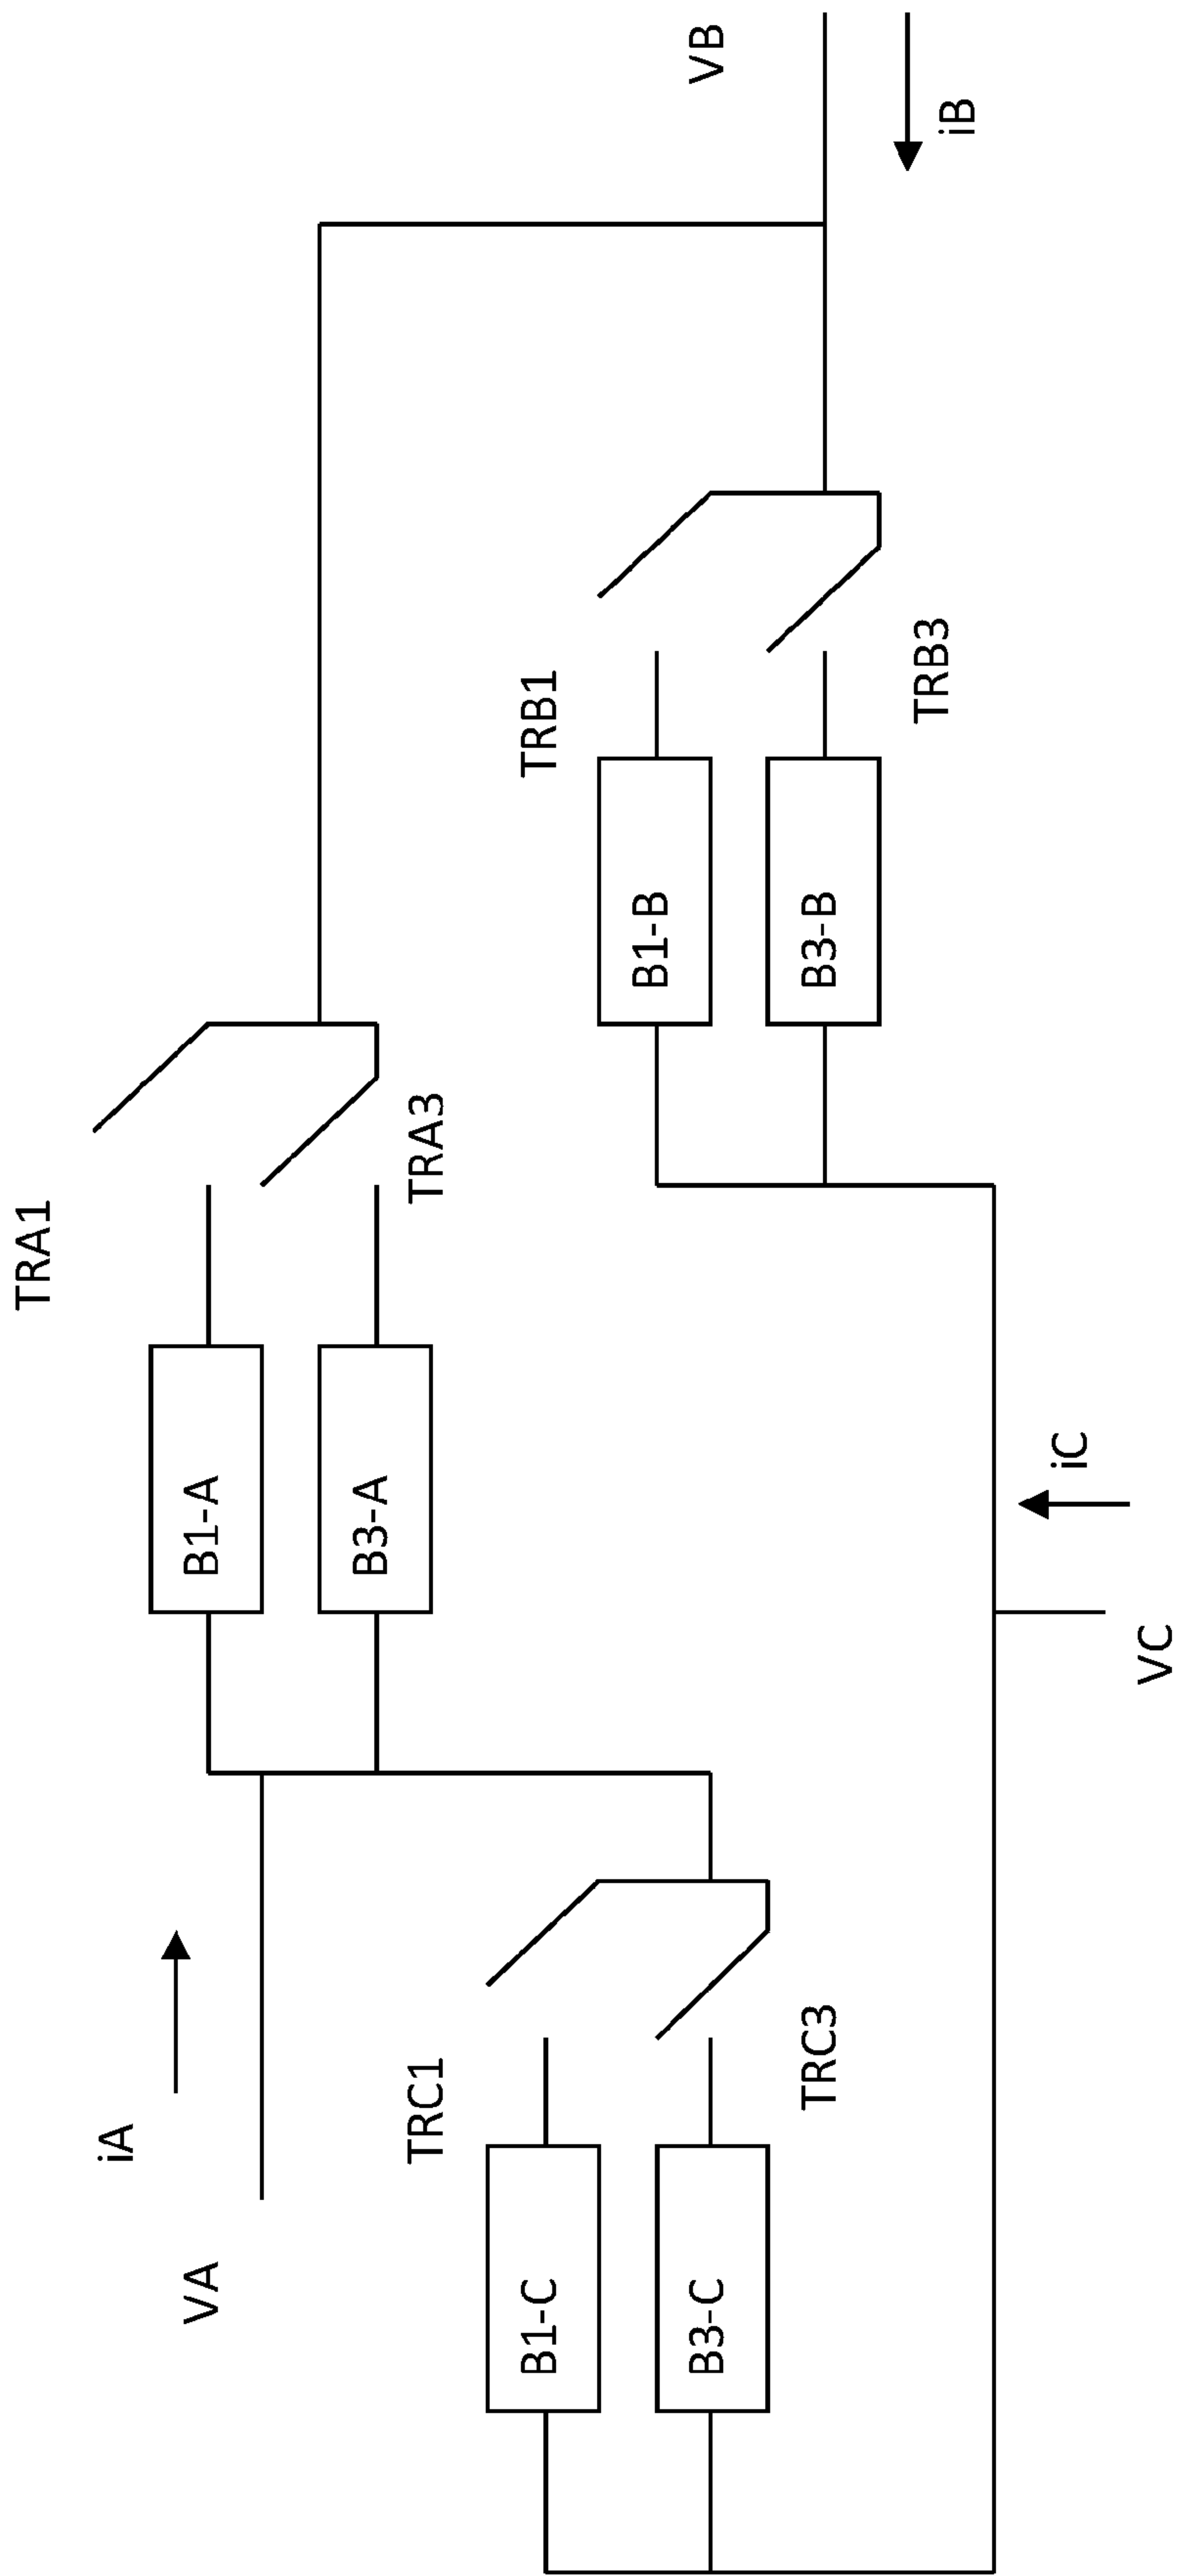 TRA1
iA
B1-A
VA
B3-A
TRA3
TRC1
TRB1
VB
B1-C
B1-B
B3-C
B3-B
TRC3
TRB3
iB
iC
VC